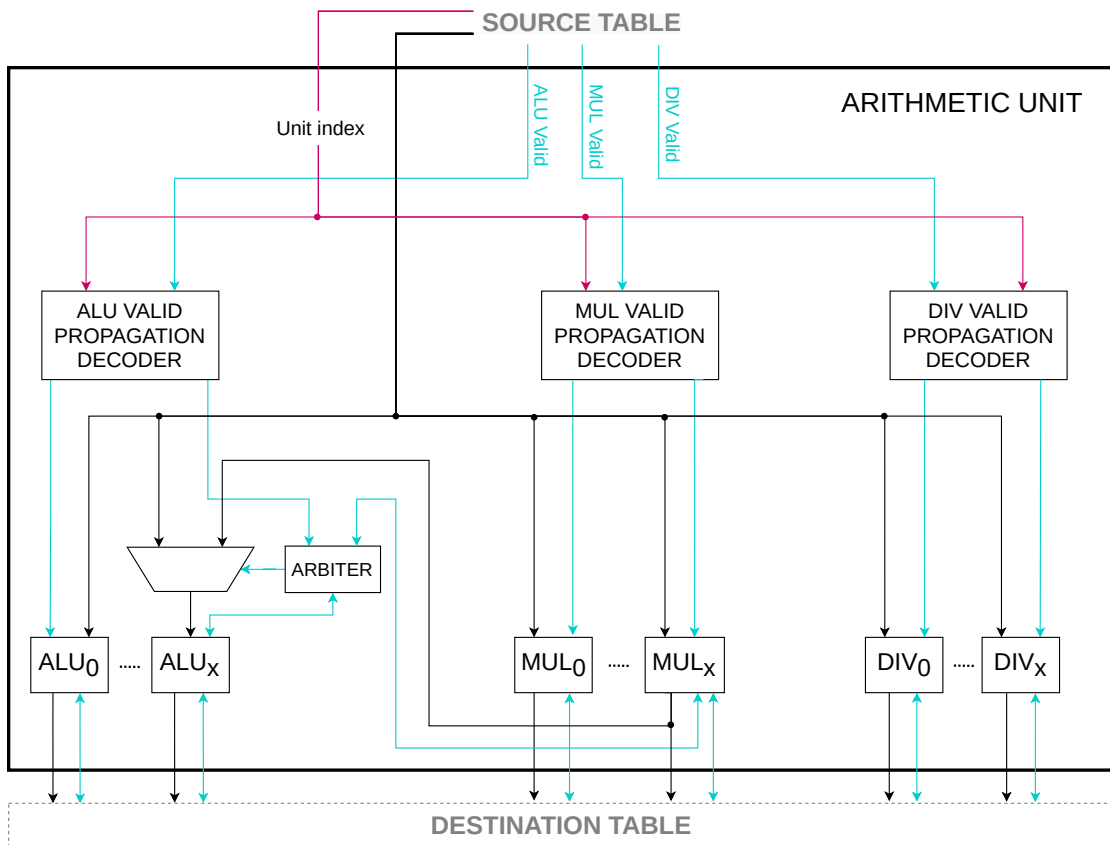 SOURCE TABLE
ARITHMETIC UNIT
Unit index
ALU Valid
MUL Valid
DIV Valid
ALU VALID
PROPAGATION
DECODER
MUL VALID
PROPAGATION
DECODER
DIV VALID
PROPAGATION
DECODER
ARBITER
ALU0 ..... ALUx
MUL0 ..... MULx
DIV0 ..... DIVx
DESTINATION TABLE